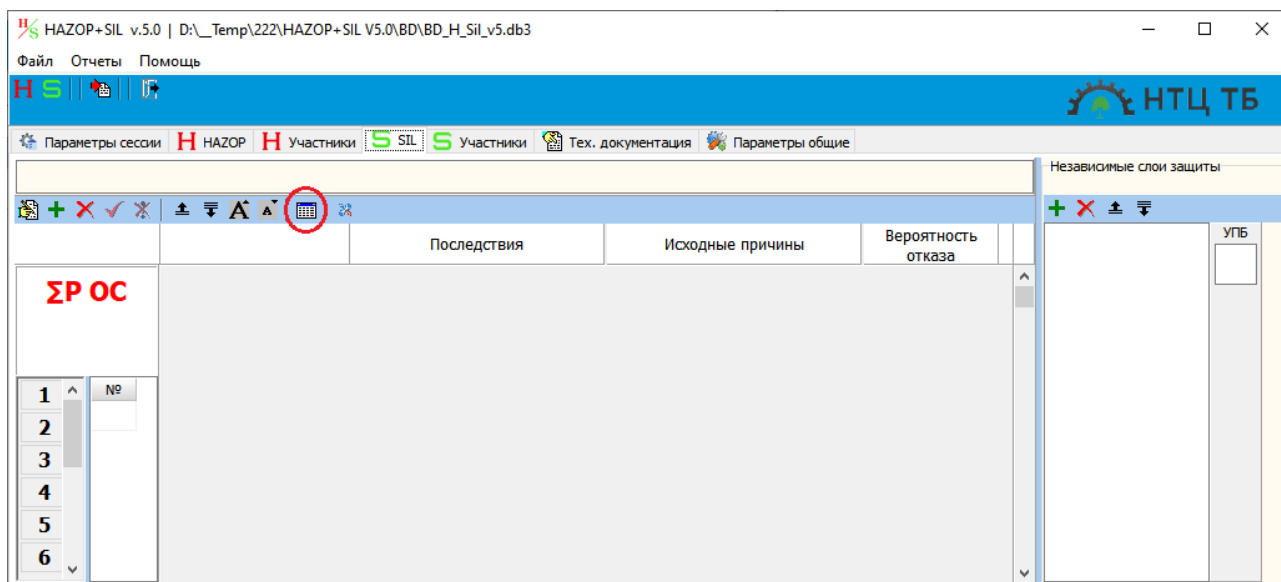 HAZOP+SIL v.5.0 | D:\__Temp\222\HAZOP+SIL V5.0\BD\BD_H_Sil_v5.db3
Файл Отчеты Помощь
H S НТЦ ТБ
Параметры сессии H HAZOP H Участники S SIL S Участники Тех. документация Параметры общие
Независимые слои защиты
Последствия Исходные причины Вероятность
отказа
УПБ
ΣP ОС
№
1
2
3
4
5
6